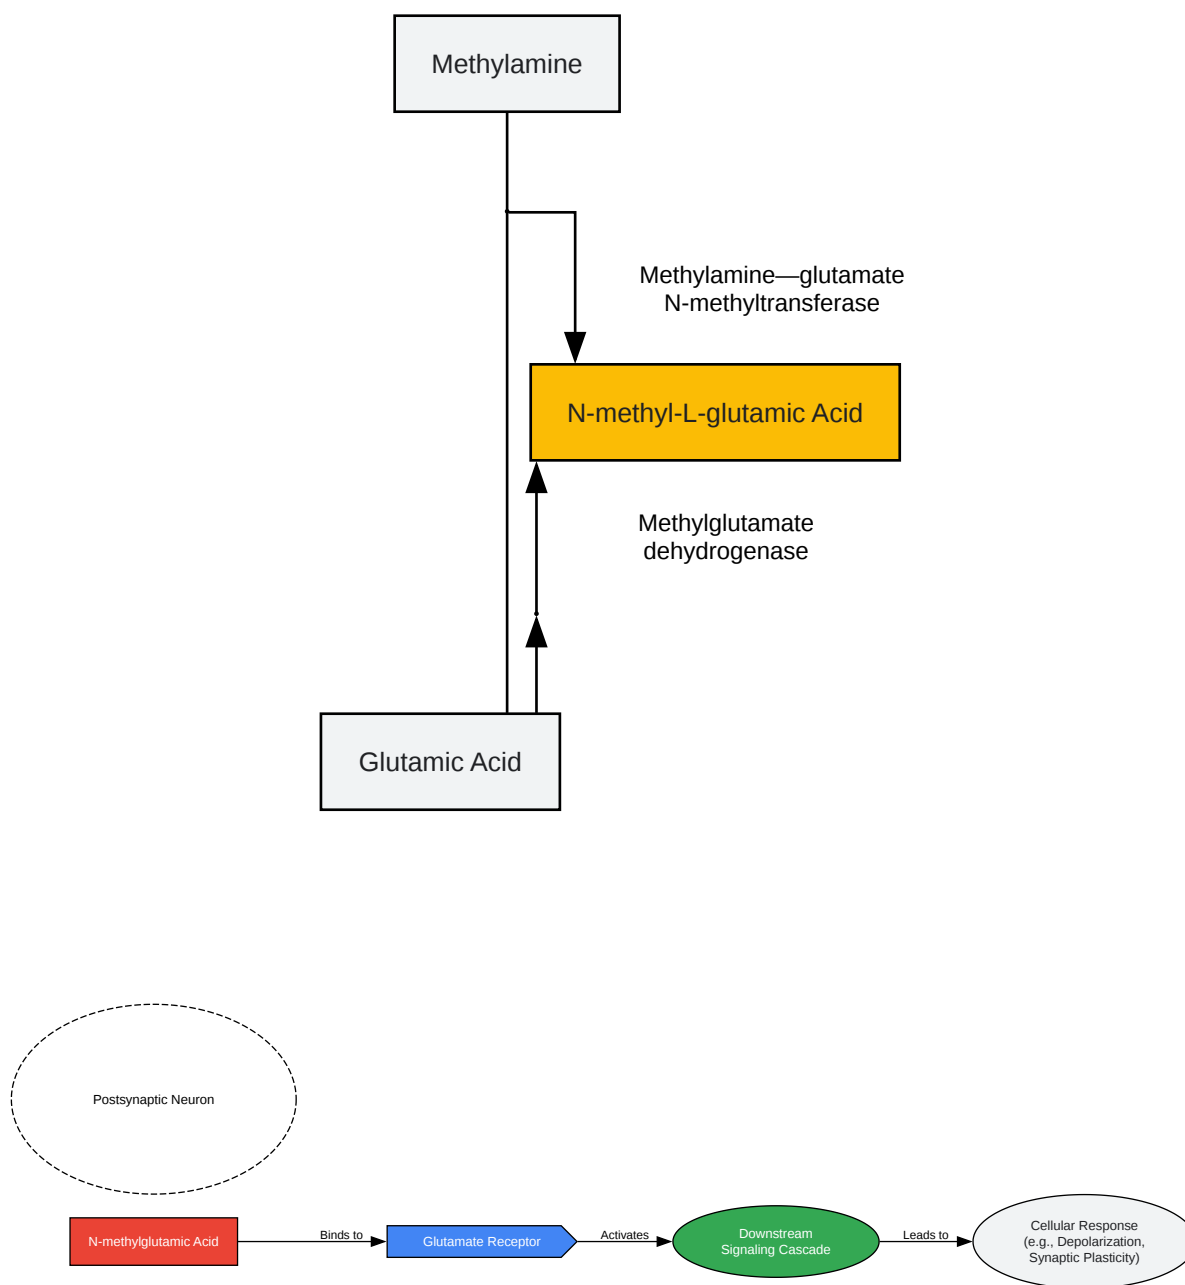 Methylamine
Methylamine—glutamate
N-methyltransferase
N-methyl-L-glutamic Acid
Methylglutamate
dehydrogenase
Glutamic Acid
Postsynaptic Neuron
N-methylglutamic Acid
Binds to
Glutamate Receptor
Activates
Downstream
Signaling Cascade
Leads to
Cellular Response
(e.g., Depolarization,
Synaptic Plasticity)